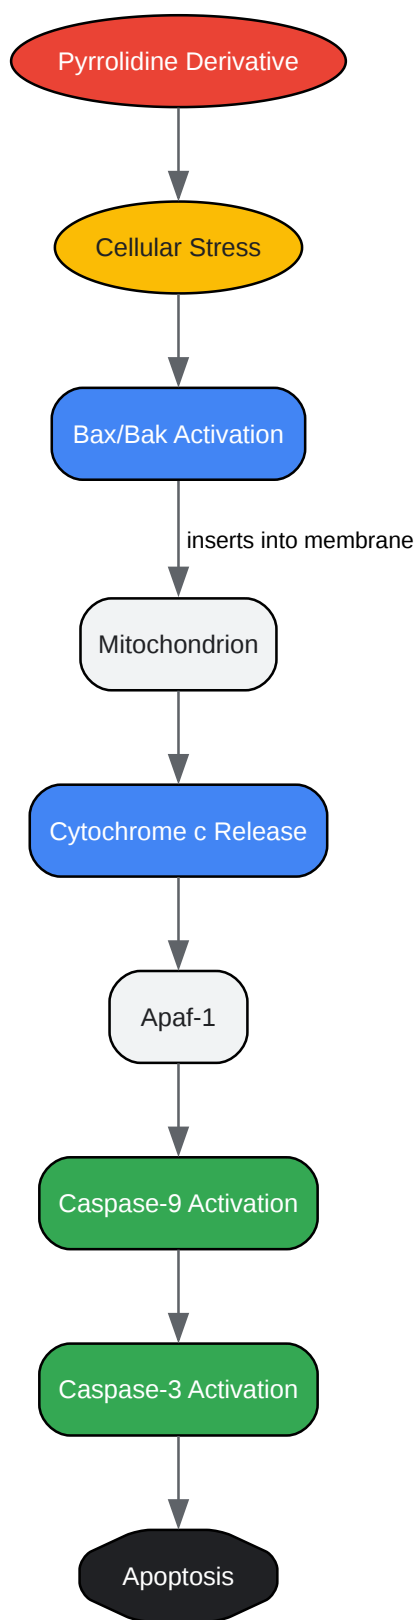 Pyrrolidine Derivative
Cellular Stress
Bax/Bak Activation
inserts into membrane
Mitochondrion
Cytochrome c Release
Apaf-1
Caspase-9 Activation
Caspase-3 Activation
Apoptosis